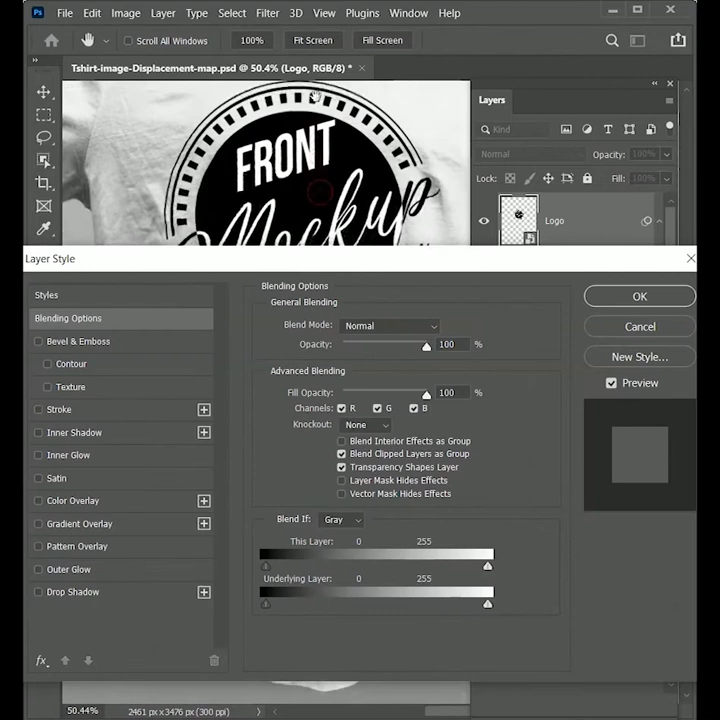 Ps File Edit Image Layer Type Select Filter 3D View Plugins Window Help
Scroll All Windows 100% Fit Screen Fill Screen
Tshirt-image-Displacement-map.psd @ 50.4% (Logo, RGB/8) *
Layers
Kind
Normal Opacity: 100%
Lock: Fill: 100%
Logo
FRONT
Mockup
Layer Style
Styles
Blending Options
Bevel & Emboss
Contour
Texture
Stroke
Inner Shadow
Inner Glow
Satin
Color Overlay
Gradient Overlay
Pattern Overlay
Outer Glow
Drop Shadow
fx
Blending Options
General Blending
Blend Mode: Normal
Opacity: 100 %
Advanced Blending
Fill Opacity: 100 %
Channels: R G B
Knockout: None
Blend Interior Effects as Group
Blend Clipped Layers as Group
Transparency Shapes Layer
Layer Mask Hides Effects
Vector Mask Hides Effects
Blend If: Gray
This Layer: 0 255
Underlying Layer: 0 255
OK
Cancel
New Style...
Preview
50.44% 2461 px x3476 px (300 ppi)